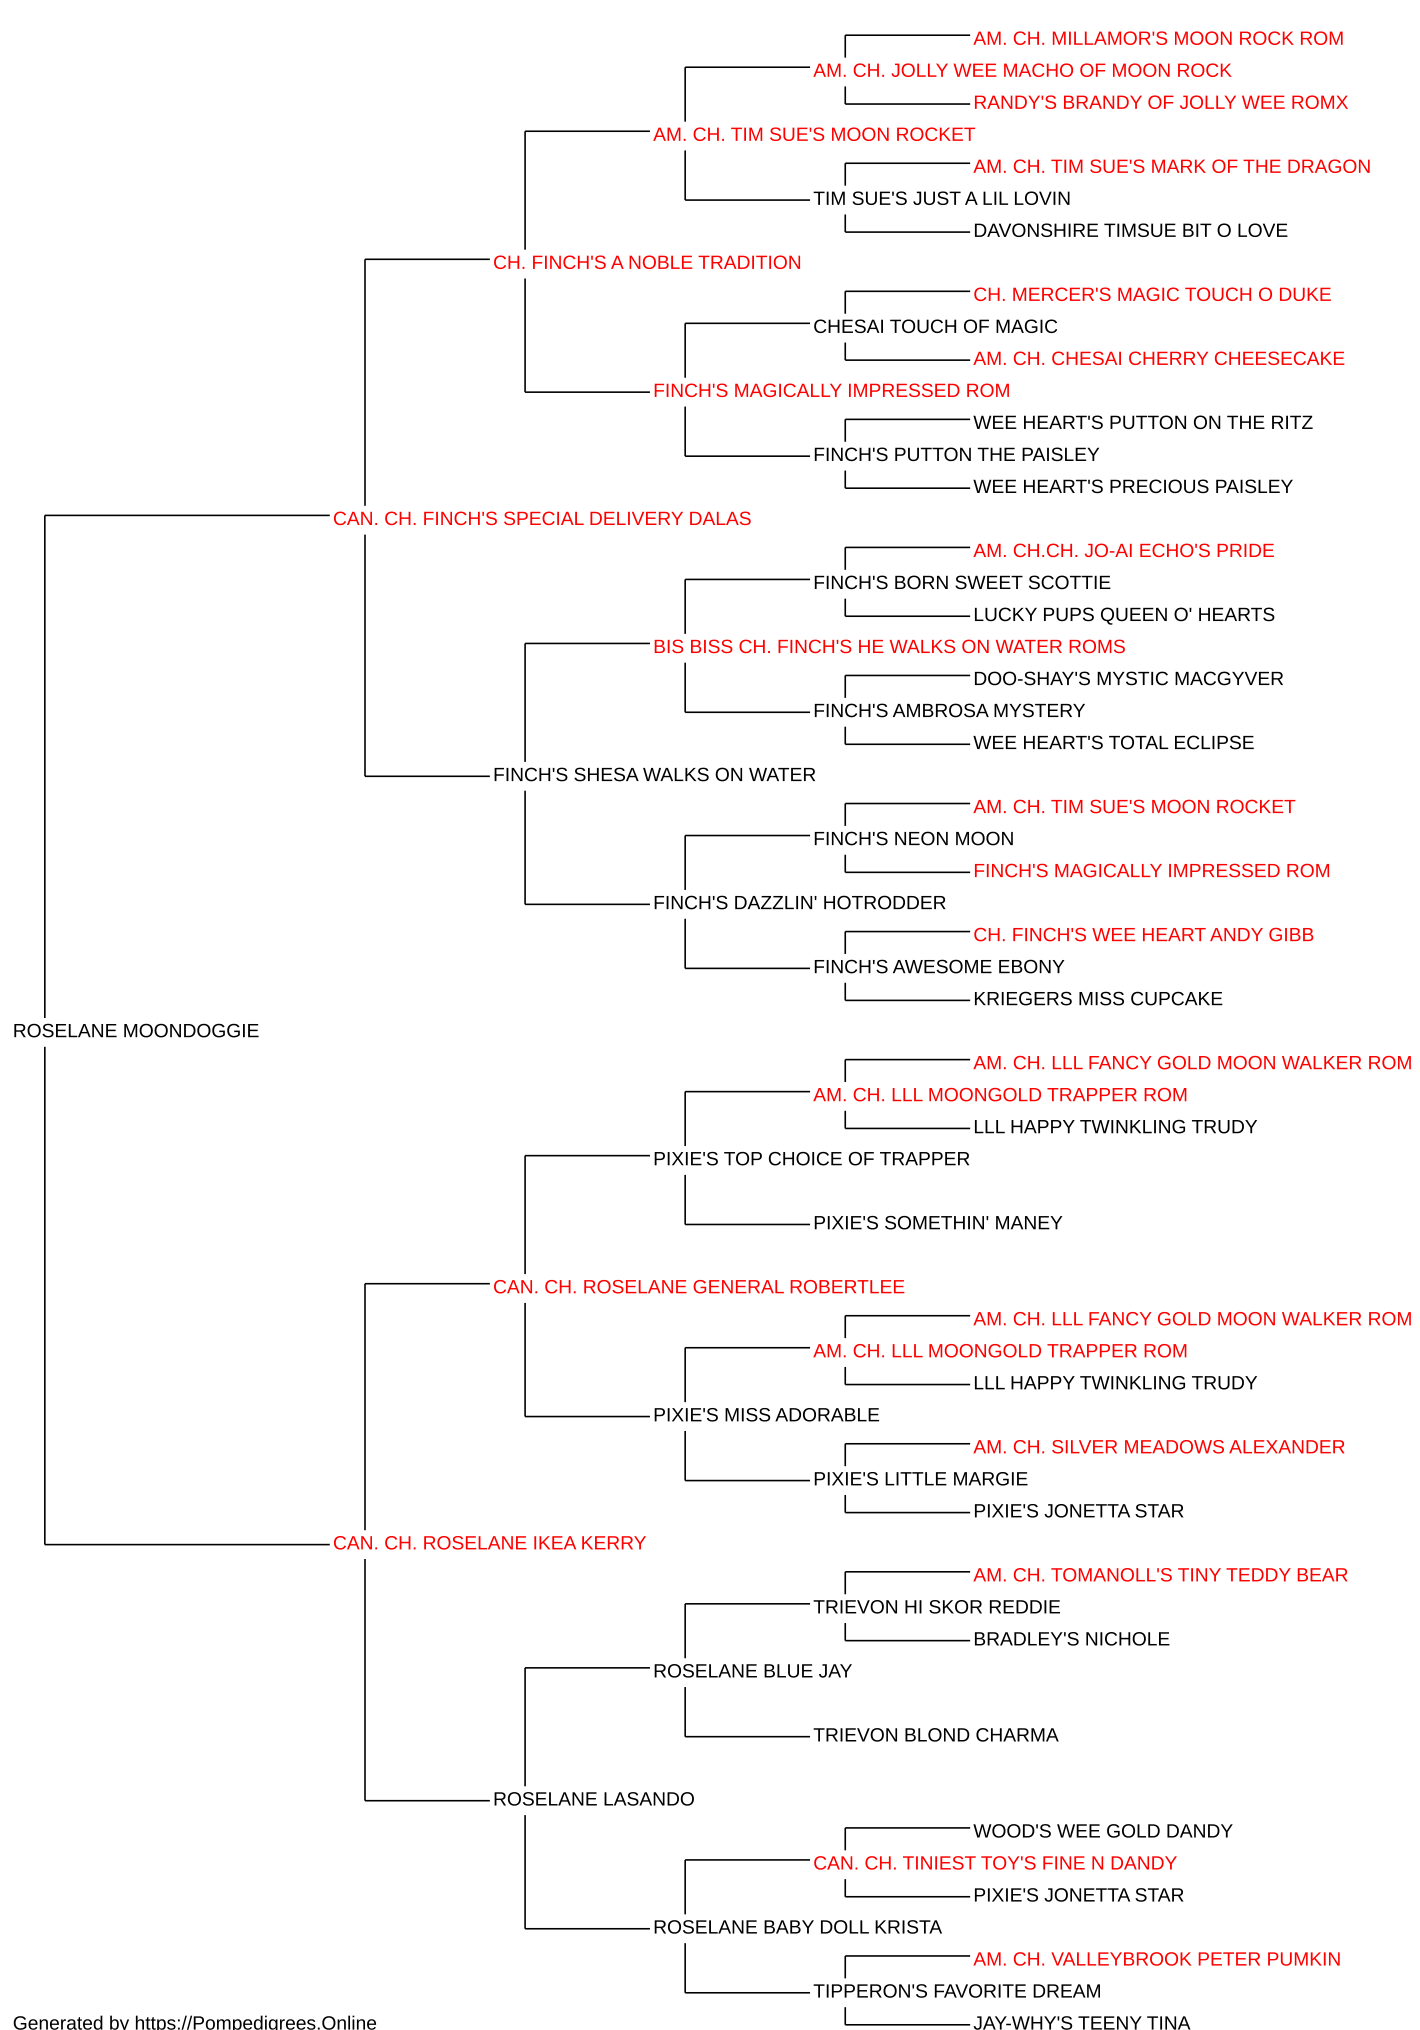 AM. CH. MILLAMOR'S MOON ROCK ROM
AM. CH. JOLLY WEE MACHO OF MOON ROCK
RANDY'S BRANDY OF JOLLY WEE ROMX
AM. CH. TIM SUE'S MOON ROCKET
AM. CH. TIM SUE'S MARK OF THE DRAGON
TIM SUE'S JUST A LIL LOVIN
DAVONSHIRE TIMSUE BIT O LOVE
CH. FINCH'S A NOBLE TRADITION
CH. MERCER'S MAGIC TOUCH O DUKE
CHESAI TOUCH OF MAGIC
AM. CH. CHESAI CHERRY CHEESECAKE
FINCH'S MAGICALLY IMPRESSED ROM
WEE HEART'S PUTTON ON THE RITZ
FINCH'S PUTTON THE PAISLEY
WEE HEART'S PRECIOUS PAISLEY
CAN. CH. FINCH'S SPECIAL DELIVERY DALAS
AM. CH.CH. JO-AI ECHO'S PRIDE
FINCH'S BORN SWEET SCOTTIE
LUCKY PUPS QUEEN O' HEARTS
BIS BISS CH. FINCH'S HE WALKS ON WATER ROMS
DOO-SHAY'S MYSTIC MACGYVER
FINCH'S AMBROSA MYSTERY
WEE HEART'S TOTAL ECLIPSE
FINCH'S SHESA WALKS ON WATER
AM. CH. TIM SUE'S MOON ROCKET
FINCH'S NEON MOON
FINCH'S MAGICALLY IMPRESSED ROM
FINCH'S DAZZLIN' HOTRODDER
CH. FINCH'S WEE HEART ANDY GIBB
FINCH'S AWESOME EBONY
KRIEGERS MISS CUPCAKE
ROSELANE MOONDOGGIE
AM. CH. LLL FANCY GOLD MOON WALKER ROM
AM. CH. LLL MOONGOLD TRAPPER ROM
LLL HAPPY TWINKLING TRUDY
PIXIE'S TOP CHOICE OF TRAPPER
PIXIE'S SOMETHIN' MANEY
CAN. CH. ROSELANE GENERAL ROBERTLEE
AM. CH. LLL FANCY GOLD MOON WALKER ROM
AM. CH. LLL MOONGOLD TRAPPER ROM
LLL HAPPY TWINKLING TRUDY
PIXIE'S MISS ADORABLE
AM. CH. SILVER MEADOWS ALEXANDER
PIXIE'S LITTLE MARGIE
PIXIE'S JONETTA STAR
CAN. CH. ROSELANE IKEA KERRY
AM. CH. TOMANOLL'S TINY TEDDY BEAR
TRIEVON HI SKOR REDDIE
BRADLEY'S NICHOLE
ROSELANE BLUE JAY
TRIEVON BLOND CHARMA
ROSELANE LASANDO
WOOD'S WEE GOLD DANDY
CAN. CH. TINIEST TOY'S FINE N DANDY
PIXIE'S JONETTA STAR
ROSELANE BABY DOLL KRISTA
AM. CH. VALLEYBROOK PETER PUMKIN
TIPPERON'S FAVORITE DREAM
JAY-WHY'S TEENY TINA
Generated by https://Pompedigrees.Online